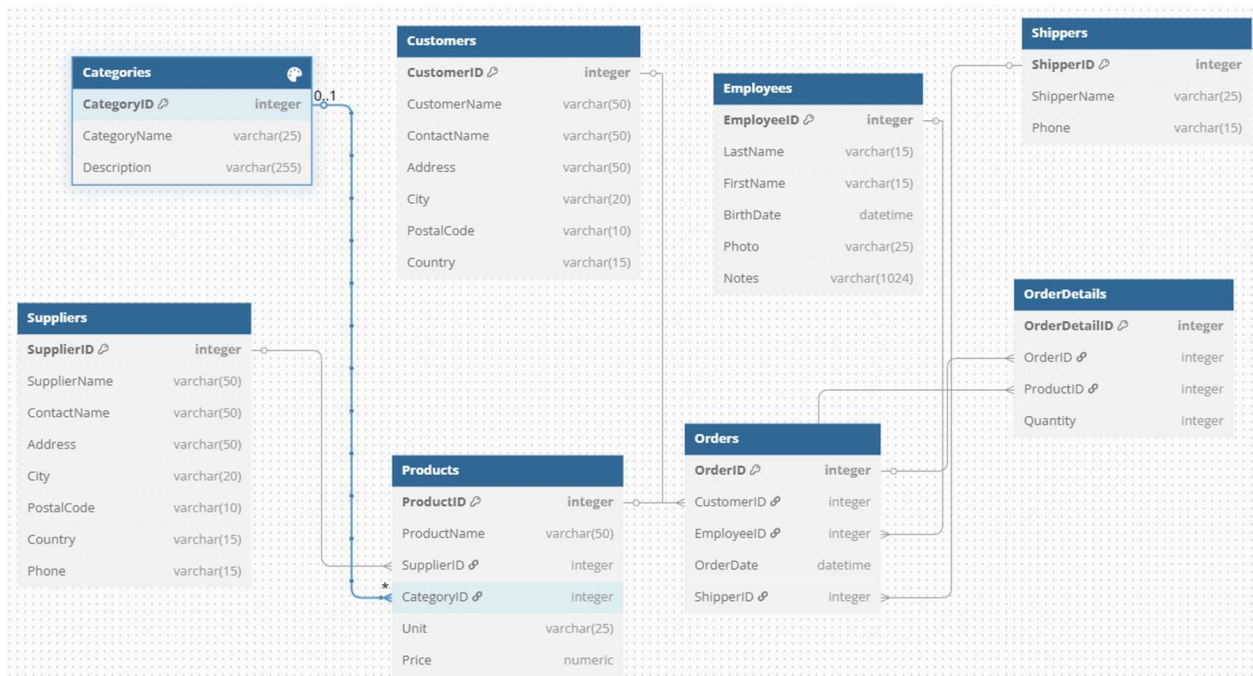 Categories
CategoryID integer
CategoryName varchar(25)
Description varchar(255)
0..1
Customers
CustomerID integer
CustomerName varchar(50)
ContactName varchar(50)
Address varchar(50)
City varchar(20)
PostalCode varchar(10)
Country varchar(15)
Employees
EmployeeID integer
LastName varchar(15)
FirstName varchar(15)
BirthDate datetime
Photo varchar(25)
Notes varchar(1024)
Shippers
ShipperID integer
ShipperName varchar(25)
Phone varchar(15)
Suppliers
SupplierID integer
SupplierName varchar(50)
ContactName varchar(50)
Address varchar(50)
City varchar(20)
PostalCode varchar(10)
Country varchar(15)
Phone varchar(15)
Products
ProductID integer
ProductName varchar(50)
SupplierID integer
*
CategoryID integer
Unit varchar(25)
Price numeric
Orders
OrderID integer
CustomerID integer
EmployeeID integer
OrderDate datetime
ShipperID integer
OrderDetails
OrderDetailID integer
OrderID integer
ProductID integer
Quantity integer